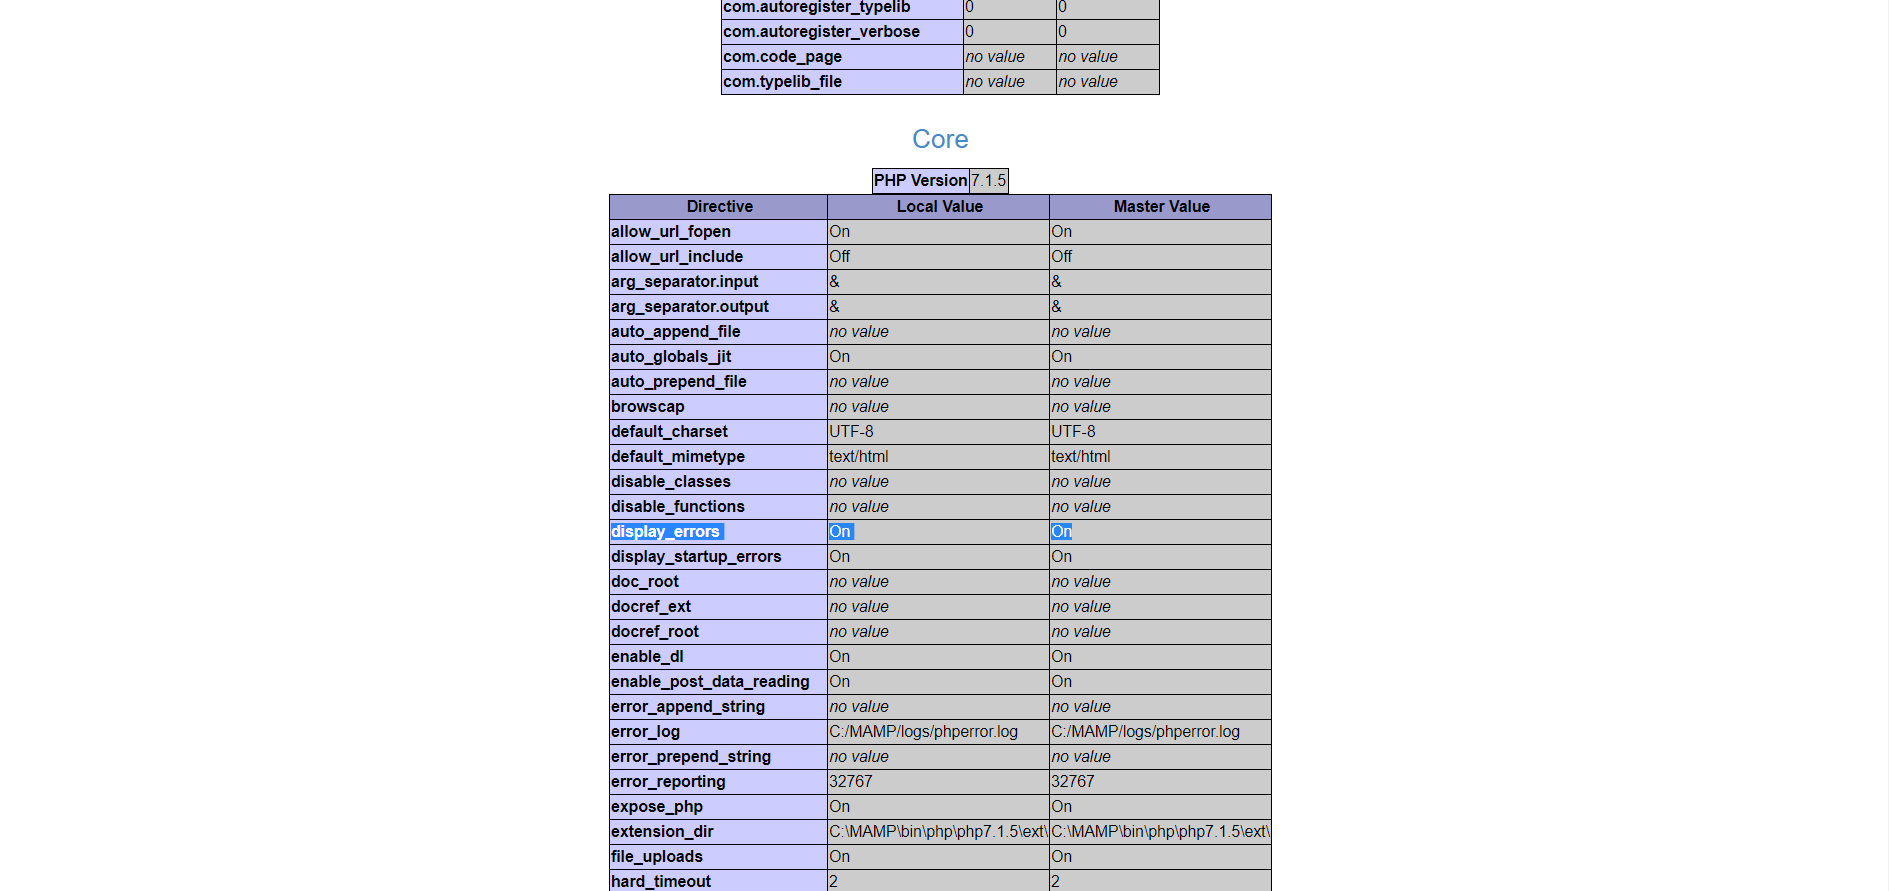 com.autoregister_typelib 0 0
com.autoregister_verbose 0 0
com.code_page no value no value
com.typelib_file no value no value
Core
PHP Version 7.1.5
Directive Local Value Master Value
allow_url_fopen On On
allow_url_include Off Off
arg_separator.input & &
arg_separator.output & &
auto_append_file no value no value
auto_globals_jit On On
auto_prepend_file no value no value
browscap no value no value
default_charset UTF-8 UTF-8
default_mimetype text/html text/html
disable_classes no value no value
disable_functions no value no value
display_errors On On
display_startup_errors On On
doc_root no value no value
docref_ext no value no value
docref_root no value no value
enable_dl On On
enable_post_data_reading On On
error_append_string no value no value
error_log C:/MAMP/logs/phperror.log C:/MAMP/logs/phperror.log
error_prepend_string no value no value
error_reporting 32767 32767
expose_php On On
extension_dir C:\MAMP\bin\php\php7.1.5\ext\ C:\MAMP\bin\php\php7.1.5\ext\
file_uploads On On
hard_timeout 2 2